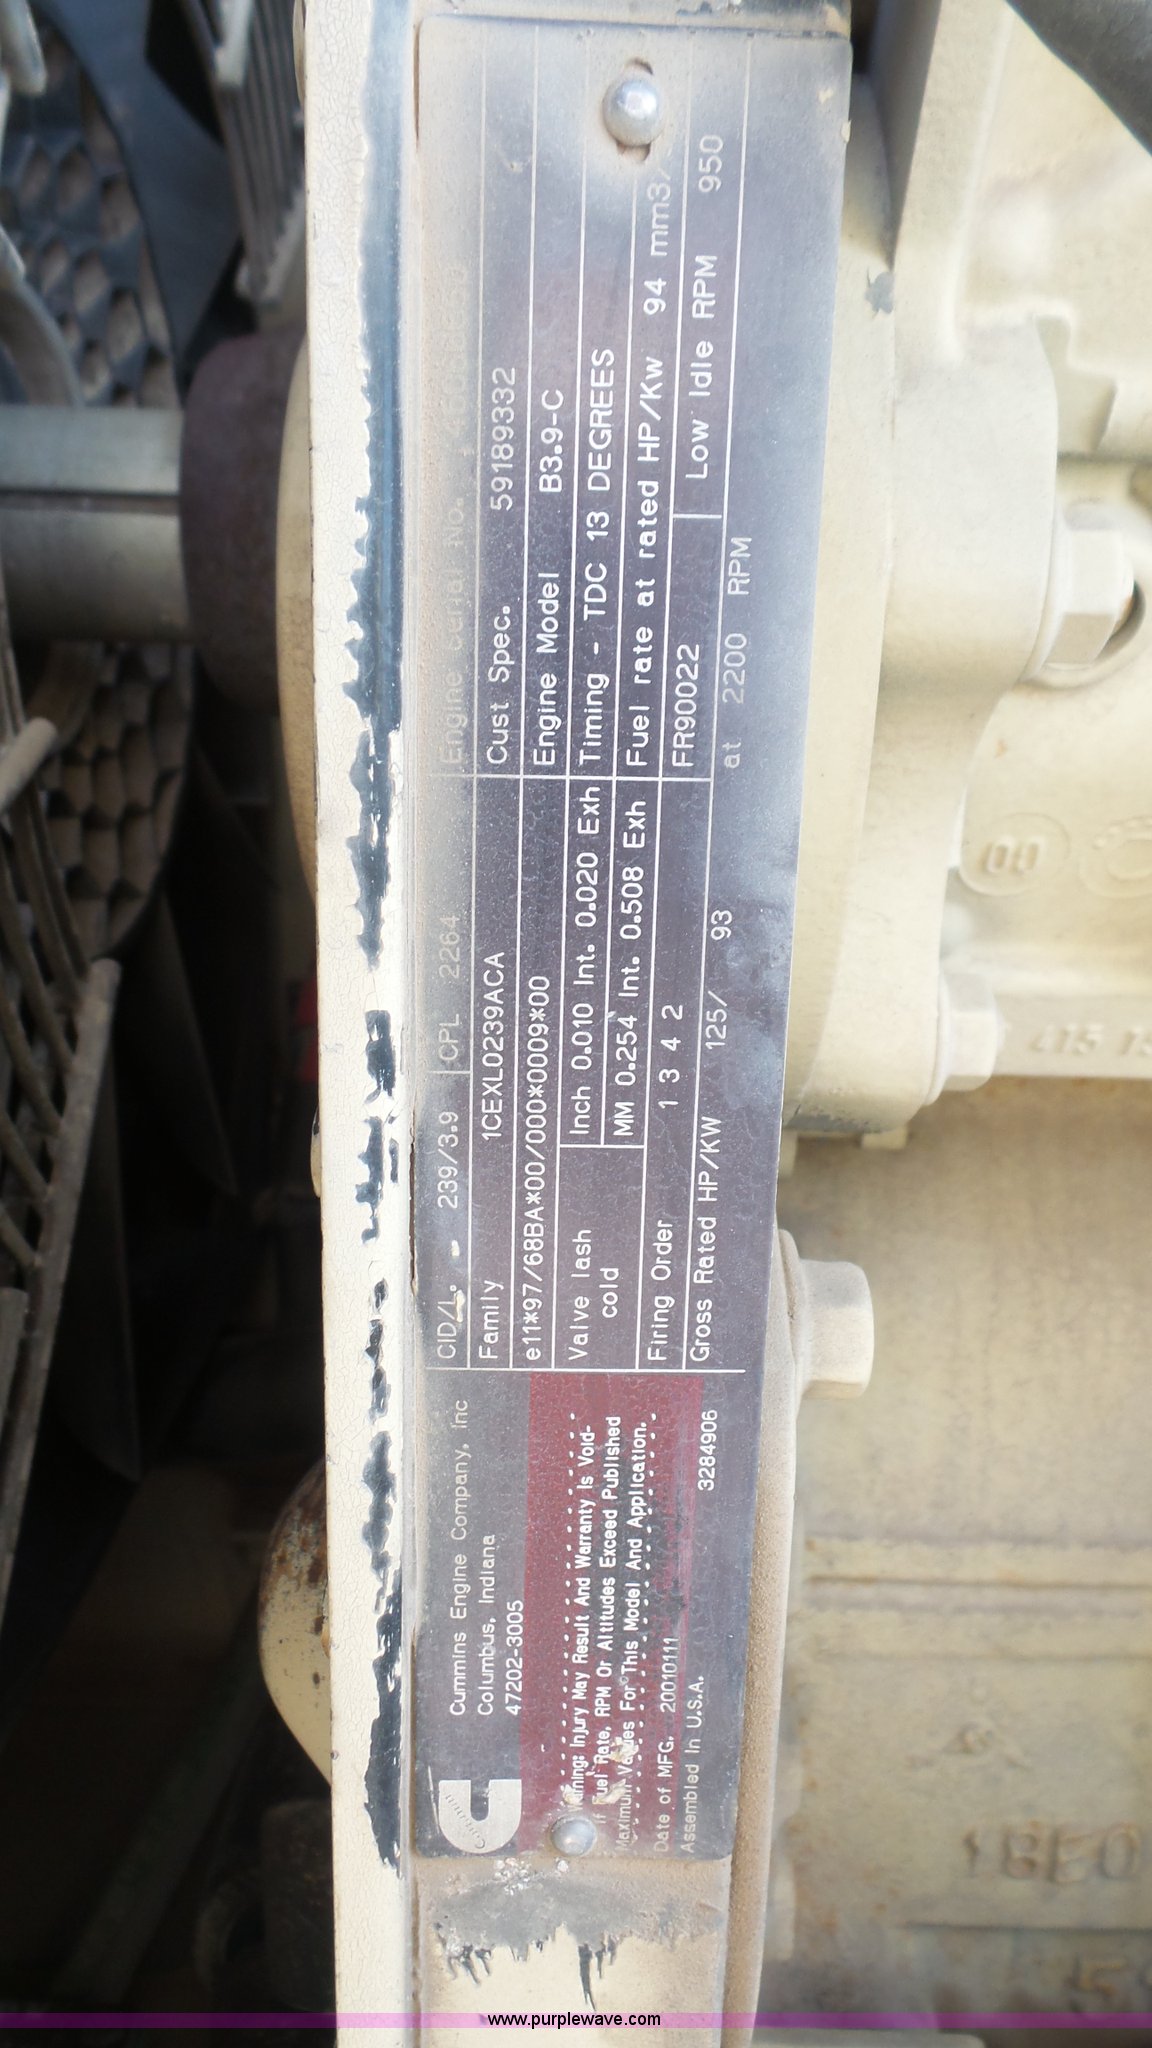 Cummins Engine Company, Inc
Columbus, Indiana
47202-3005
Warning: Injury May Result And Warranty Is Void-
If Fuel Rate, RPM Or Altitudes Exceed Published
Maximum Values For This Model And Application.
Date of MFG. 20010111
Assembled In U.S.A.
3284906
CID/L. - 239/3.9 CPL 2264 Engine Serial No.
Family 1CEXL0239ACA Cust Spec. 59189332
e11*97/68BA*00/000*0009*00 Engine Model B3.9-C
Valve lash cold Inch 0.010 Int. 0.020 Exh Timing - TDC 13 DEGREES
MM 0.254 Int. 0.508 Exh Fuel rate at rated HP/Kw 94 mm3/
Firing Order 1 3 4 2 FR90022 Low Idle RPM 950
Gross Rated HP/KW 125/ 93 at 2200 RPM
www.purplewave.com